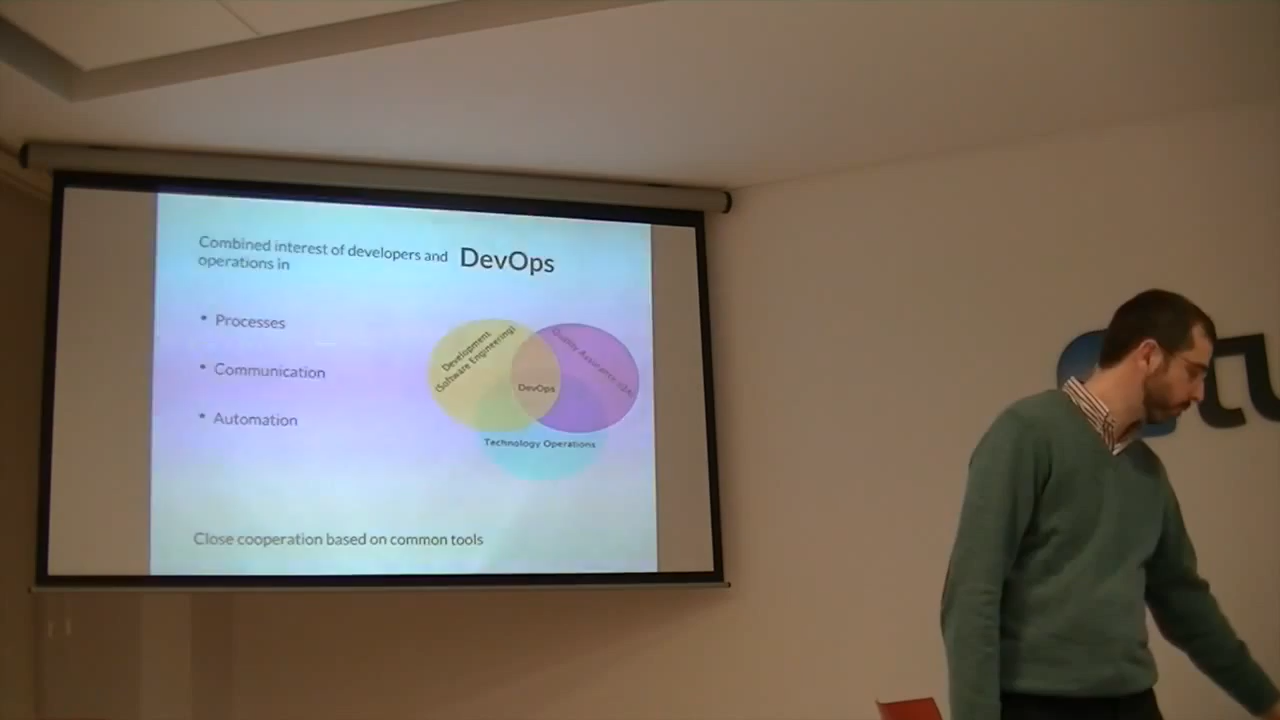 Combined interest of developers and
operations in
DevOps
* Processes
* Communication
* Automation
Development
(Software Engineering)
Quality Assurance (QA)
DevOps
Technology Operations
Close cooperation based on common tools